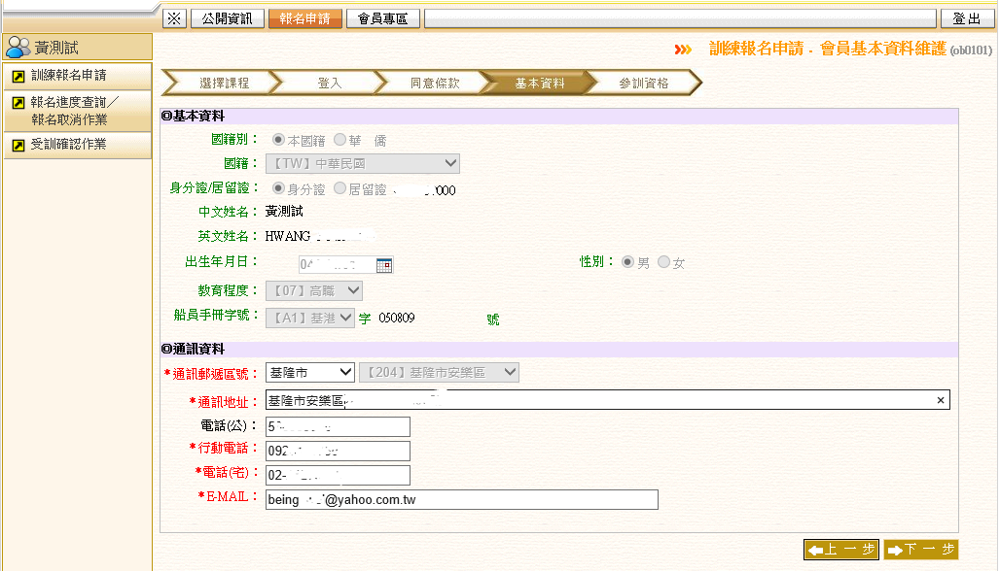 ※ 公開資訊 報名申請 會員專區 登 出
黃測試
訓練報名申請
報名進度查詢／
報名取消作業
受訓確認作業
訓練報名申請 - 會員基本資料維護 (ob0101)
選擇課程 登入 同意條款 基本資料 參訓資格
◎基本資料
國籍別： 本國籍 華 僑
國籍： 【TW】中華民國
身分證/居留證： 身分證 居留證 000
中文姓名： 黃測試
英文姓名： HWANG
出生年月日： 性別： 男 女
教育程度： 【07】高職
船員手冊字號： 【A1】基港 字 050809 號
◎通訊資料
*通訊郵遞區號： 基隆市 【204】基隆市安樂區
*通訊地址： 基隆市安樂區 ×
電話(公)： 5
*行動電話： 092
*電話(宅)： 02-
*E-MAIL： being @yahoo.com.tw
上 一 步 下 一 步